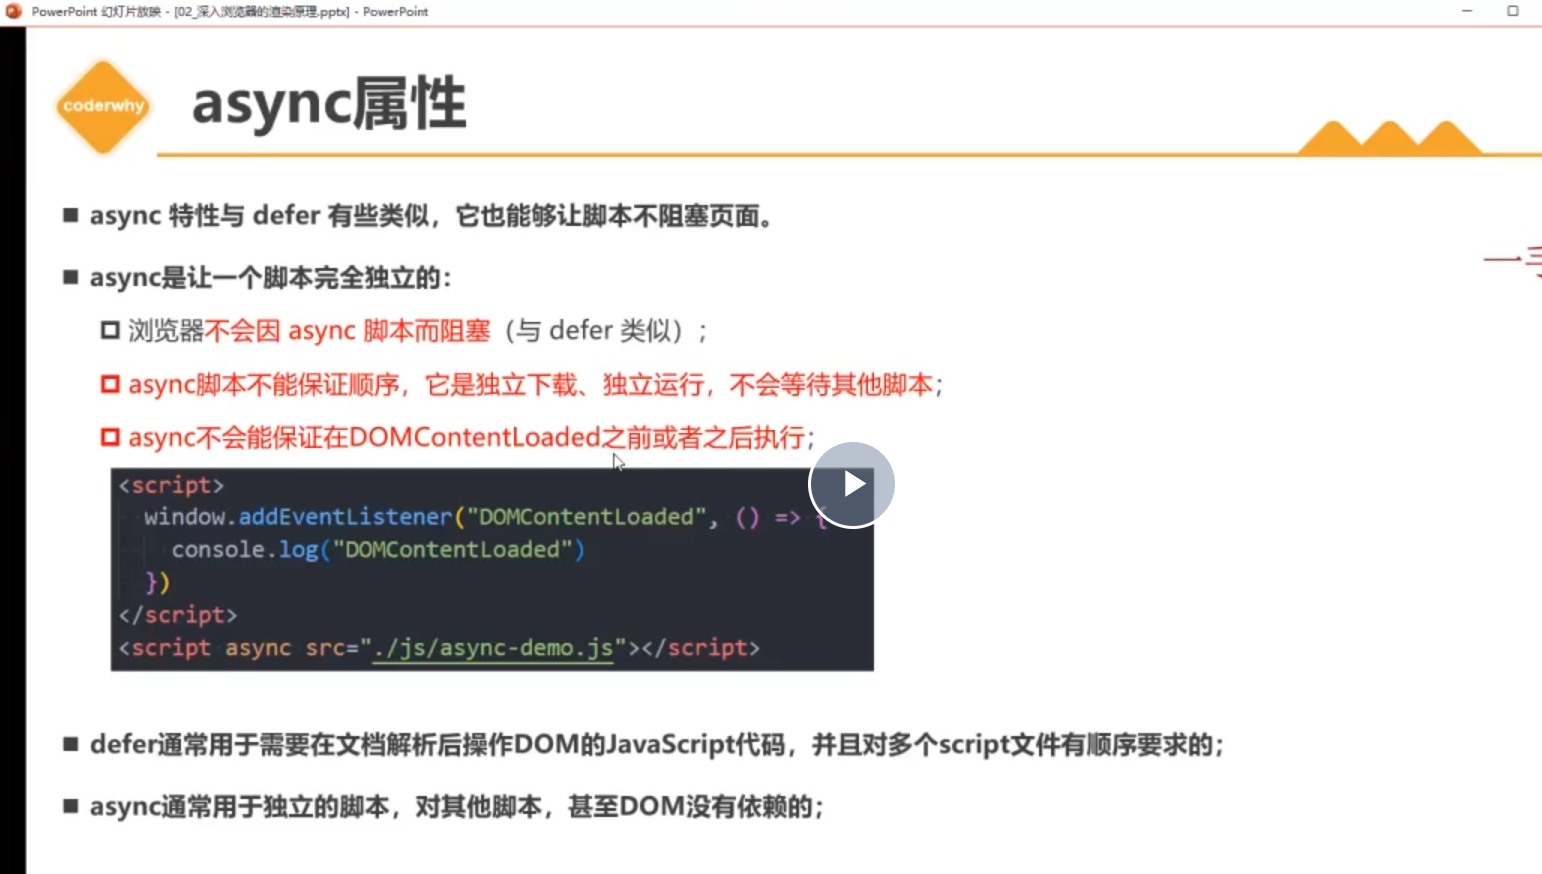 PowerPoint 幻灯片放映 - [02_深入浏览器的渲染原理.pptx] - PowerPoint
coderwhy
async属性
async 特性与 defer 有些类似，它也能够让脚本不阻塞页面。
async是让一个脚本完全独立的：
浏览器不会因 async 脚本而阻塞（与 defer 类似）；
async脚本不能保证顺序，它是独立下载、独立运行，不会等待其他脚本；
async不会能保证在DOMContentLoaded之前或者之后执行；
<script>
window.addEventListener("DOMContentLoaded", () => {
console.log("DOMContentLoaded")
})
</script>
<script async src="./js/async-demo.js"></script>
defer通常用于需要在文档解析后操作DOM的JavaScript代码，并且对多个script文件有顺序要求的；
async通常用于独立的脚本，对其他脚本，甚至DOM没有依赖的；